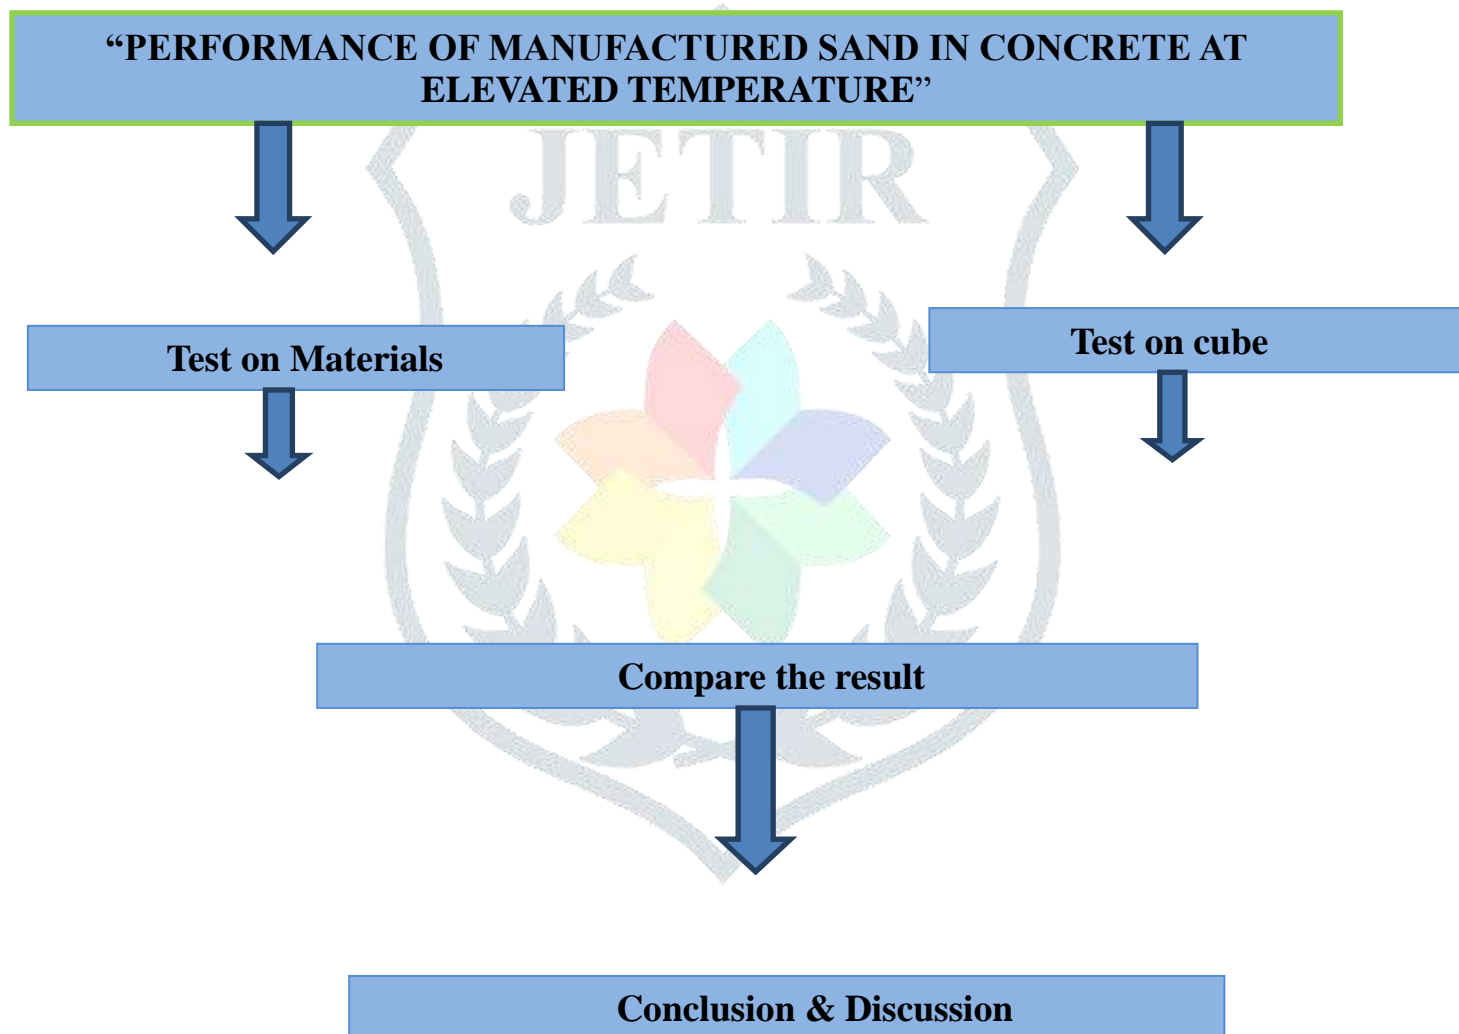 “PERFORMANCE OF MANUFACTURED SAND IN CONCRETE AT
ELEVATED TEMPERATURE”
JETIR
Test on Materials
Test on cube
Compare the result
Conclusion & Discussion